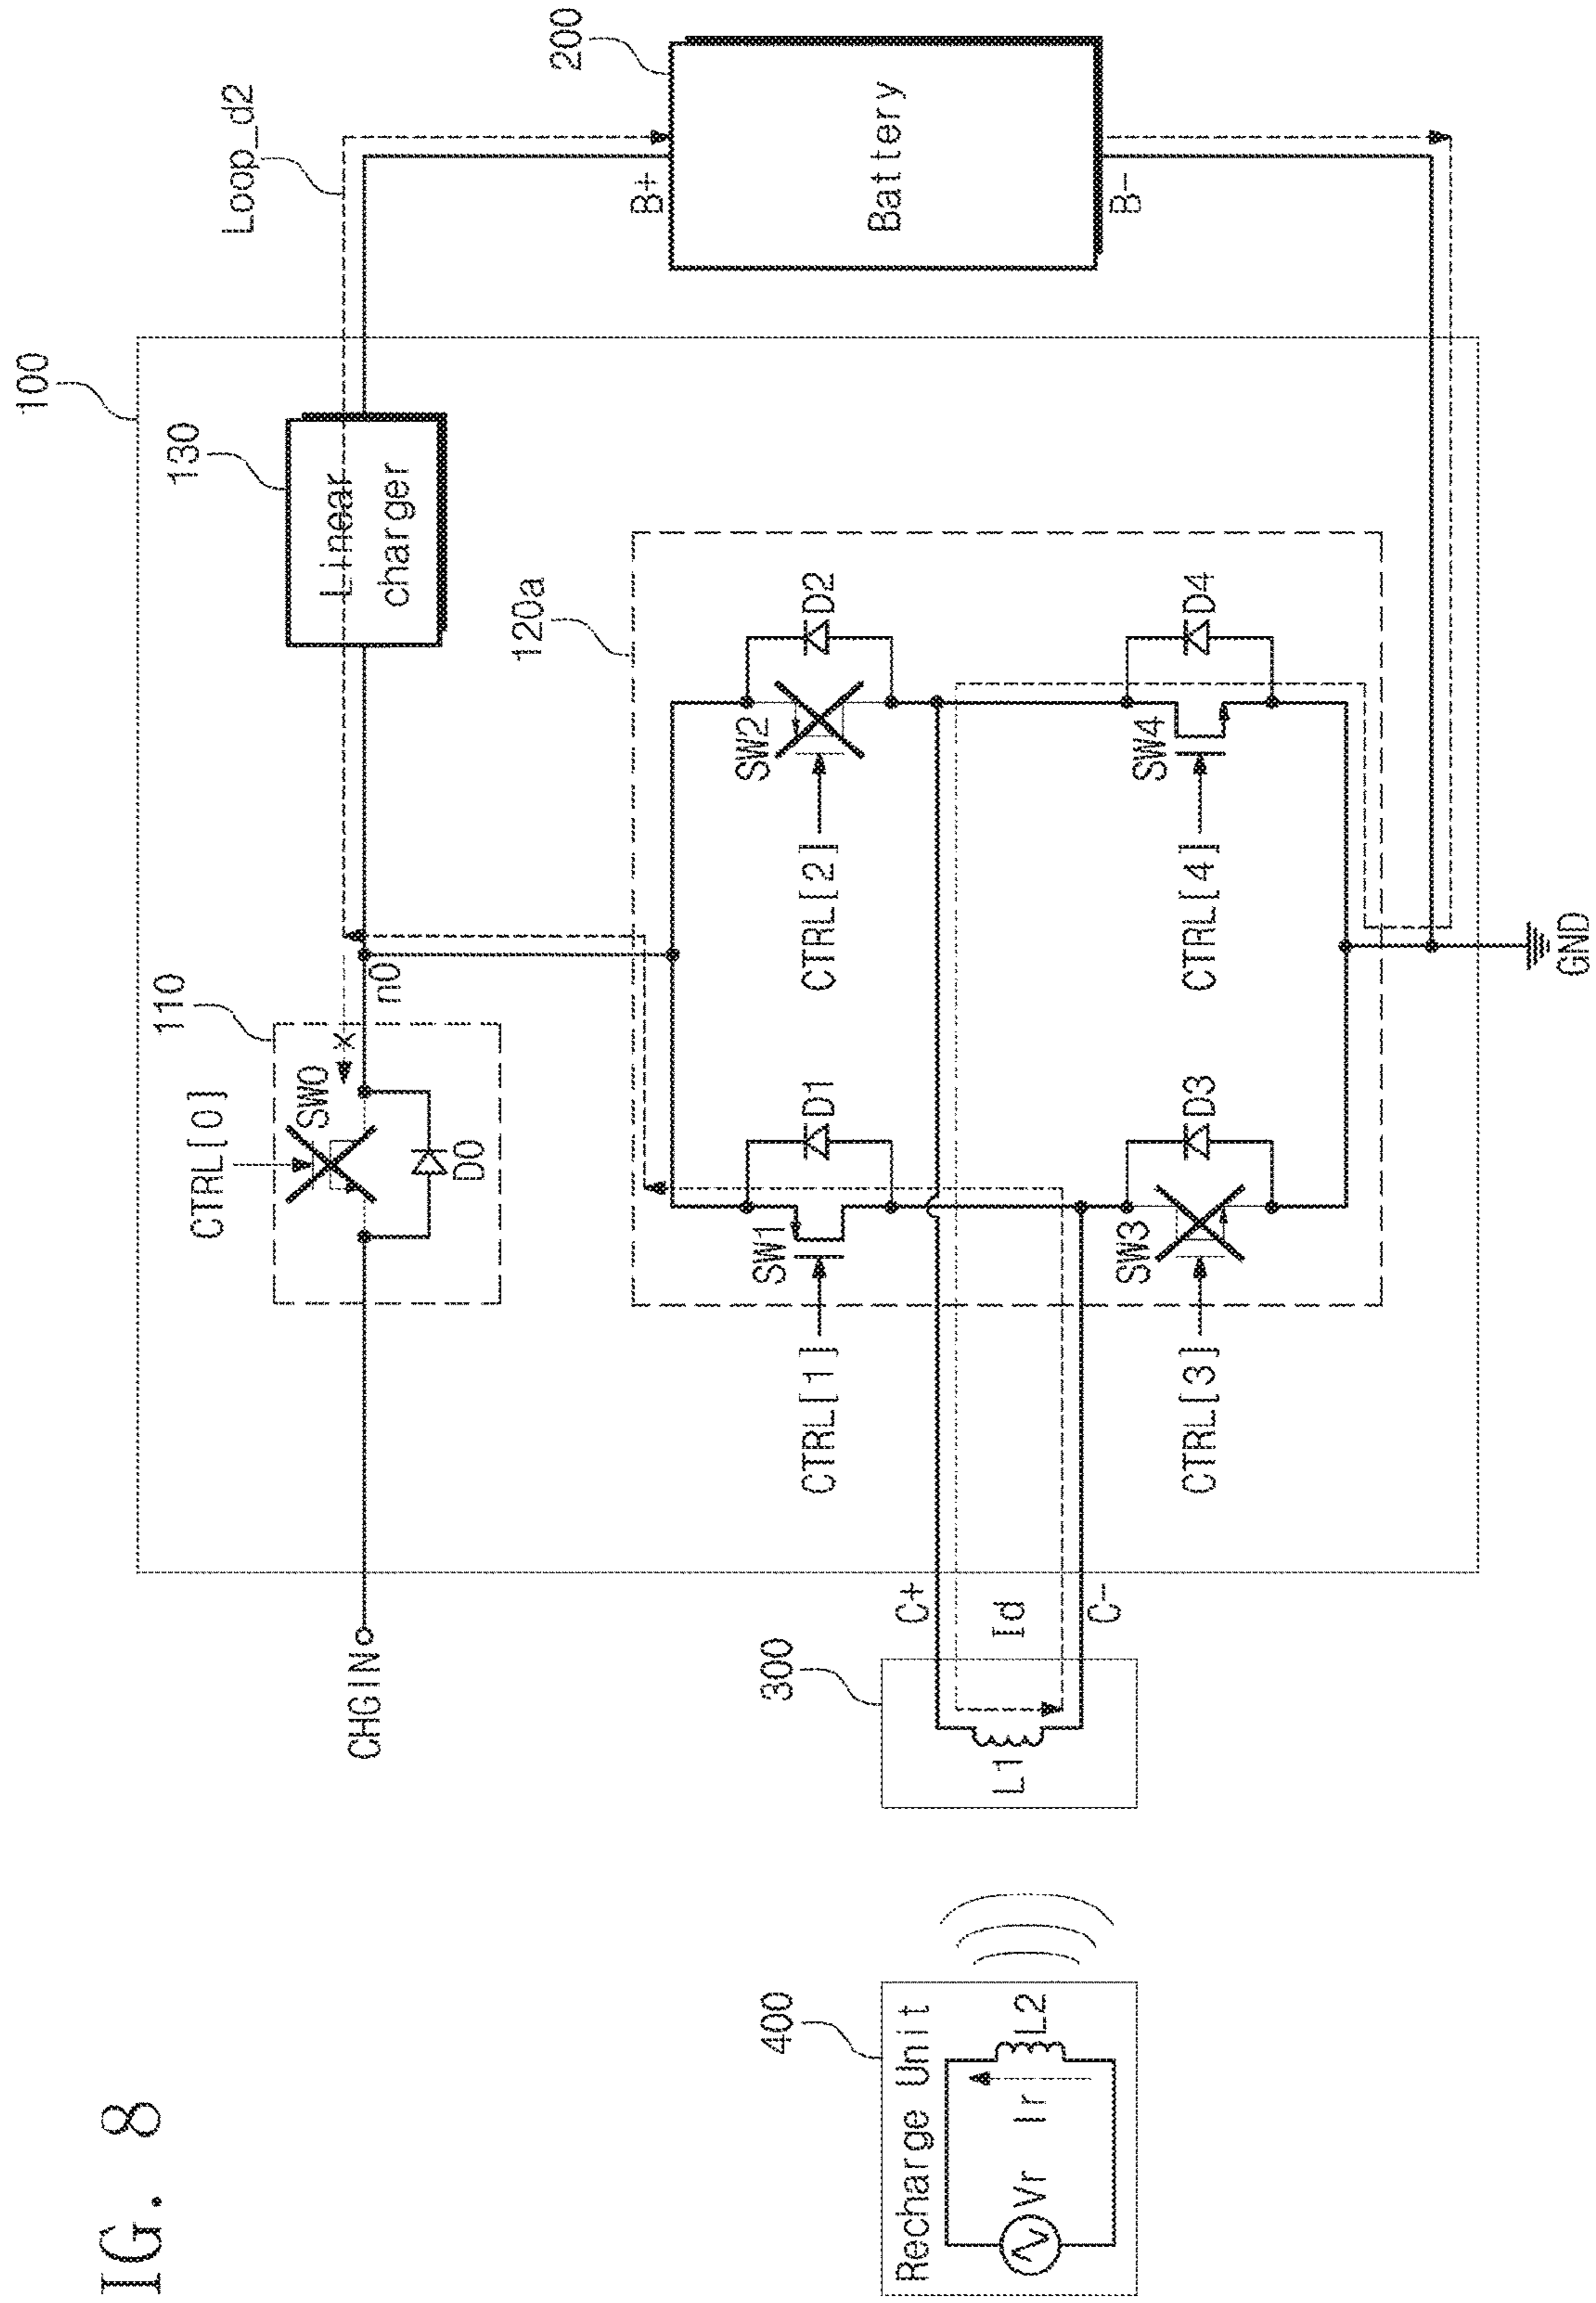 IG. 8
100
CTRL[0]
110
SW0
D0
n0
CHGIN
130
Linear
charger
Loop_d2
200
B+
Battery
B-
120a
SW1
D1
SW2
D2
CTRL[1]
CTRL[2]
SW3
D3
SW4
D4
CTRL[3]
CTRL[4]
GND
300
C+
L1
Id
C-
400
Recharge Unit
Vr
Ir
L2